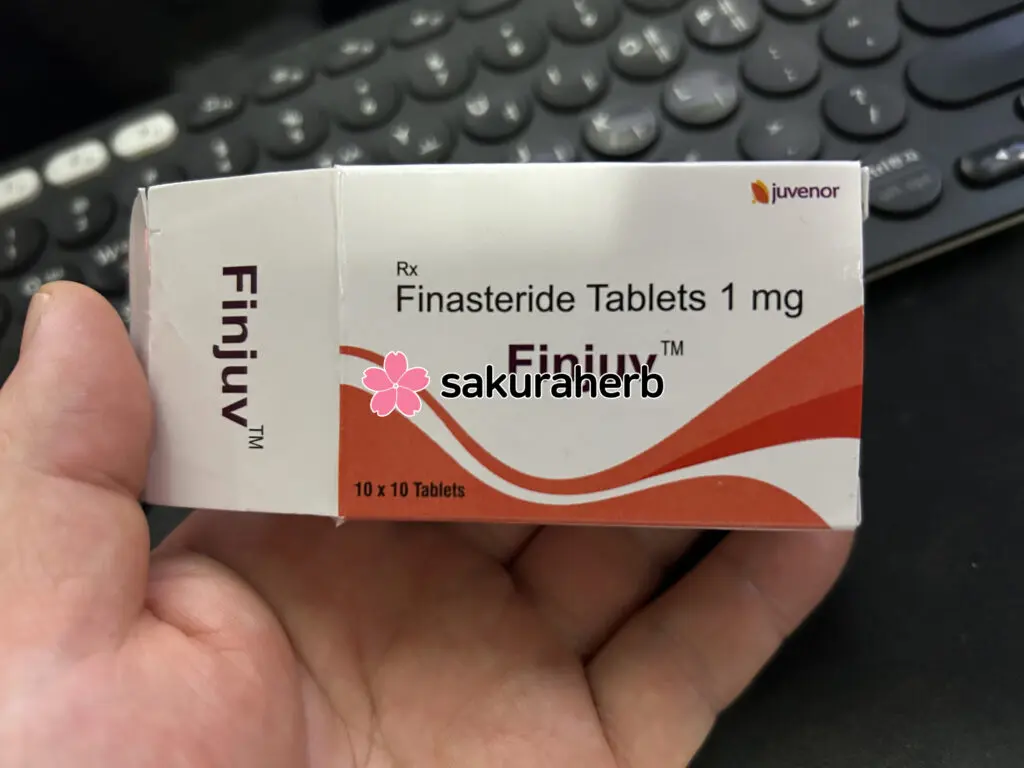 juvenor
Rx
Finasteride Tablets 1 mg
Finjuv™
sakuraherb
10 x 10 Tablets
Finjuv™